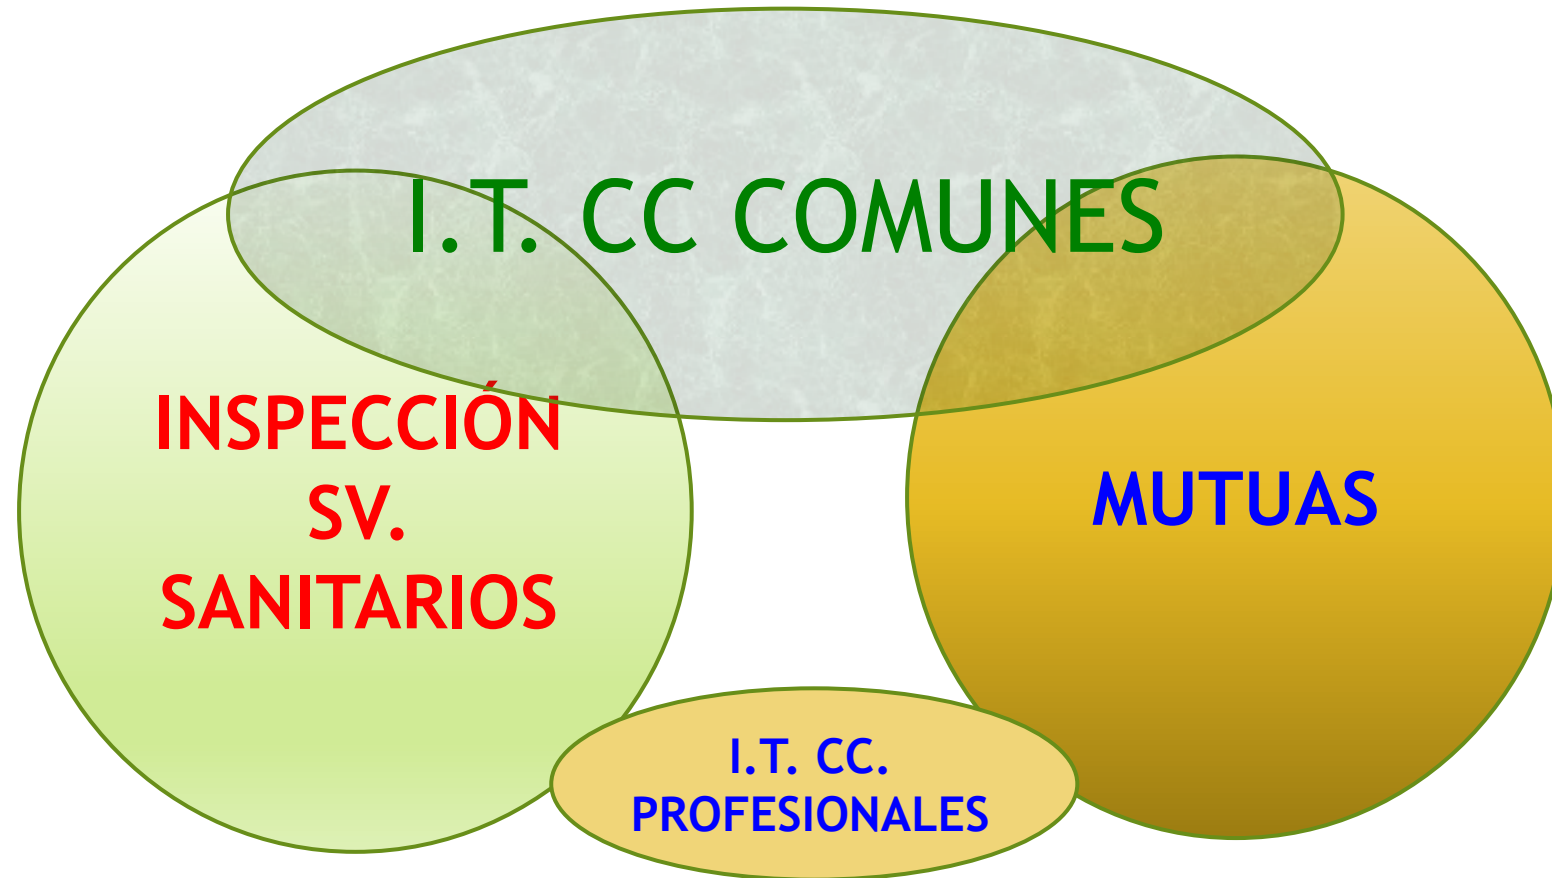 I.T. CC COMUNES
INSPECCIÓN
SV.
SANITARIOS
MUTUAS
I.T. CC.
PROFESIONALES